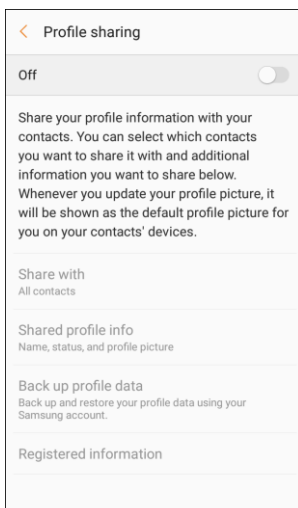 Profile sharing
Off
Share your profile information with your
contacts. You can select which contacts
you want to share it with and additional
information you want to share below.
Whenever you update your profile picture, it
will be shown as the default profile picture for
you on your contacts' devices.
Share with
All contacts
Shared profile info
Name, status, and profile picture
Back up profile data
Back up and restore your profile data using your
Samsung account.
Registered information